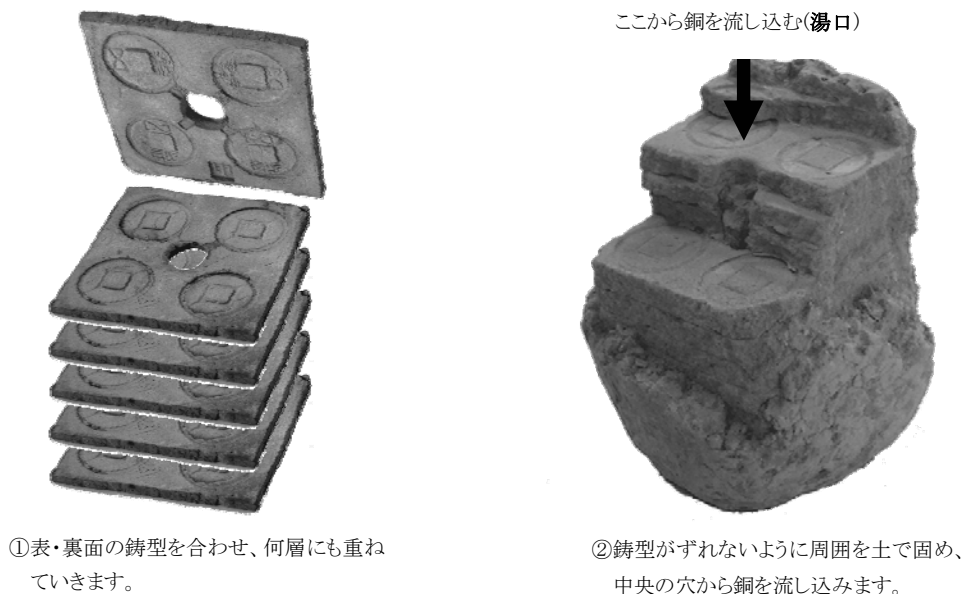 ここから銅を流し込む(湯口)
①表・裏面の鋳型を合わせ、何層にも重ね
ていきます。
②鋳型がずれないように周囲を土で固め、
中央の穴から銅を流し込みます。